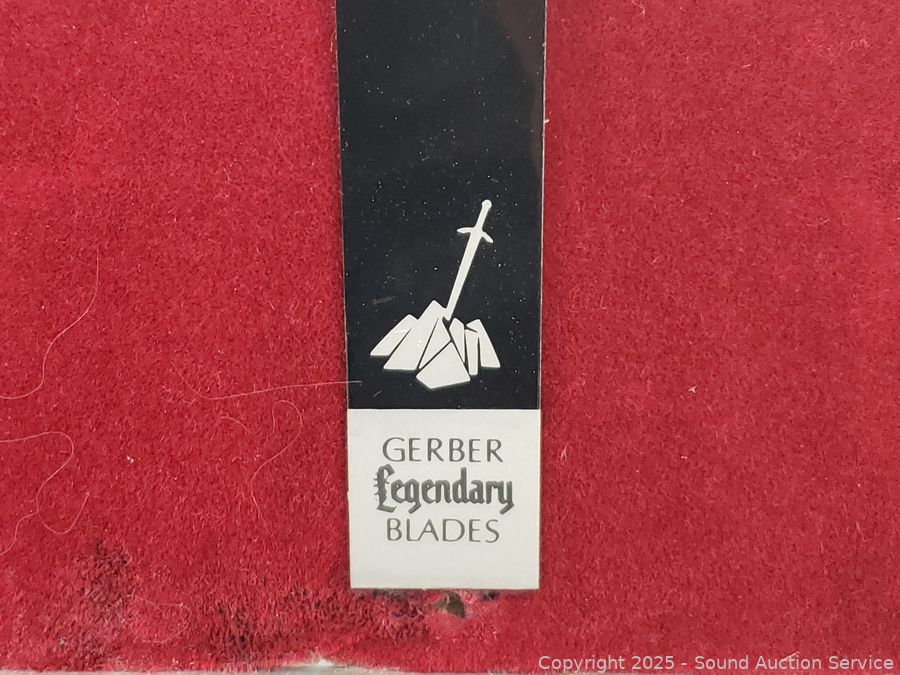 GERBER
Legendary
BLADES
Copyright 2025 - Sound Auction Service